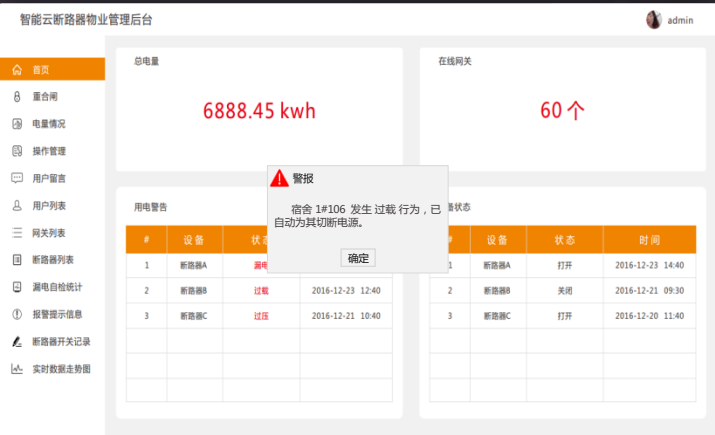 智能云断路器物业管理后台
admin
首页
重合闸
电量情况
操作管理
用户留言
用户列表
网关列表
断路器列表
漏电自检统计
报警提示信息
断路器开关记录
实时数据走势图
总电量
6888.45 kwh
在线网关
60 个
警报
宿舍 1#106 发生 过载 行为，已
自动为其切断电源。
确定
用电警告
# 设备 状
1 断路器A 漏电
2 断路器B 过载 2016-12-23 12:40
3 断路器C 过压 2016-12-21 10:40
状态
# 设备 状态 时间
1 断路器A 打开 2016-12-23 14:40
2 断路器B 关闭 2016-12-21 09:30
3 断路器C 打开 2016-12-20 11:40